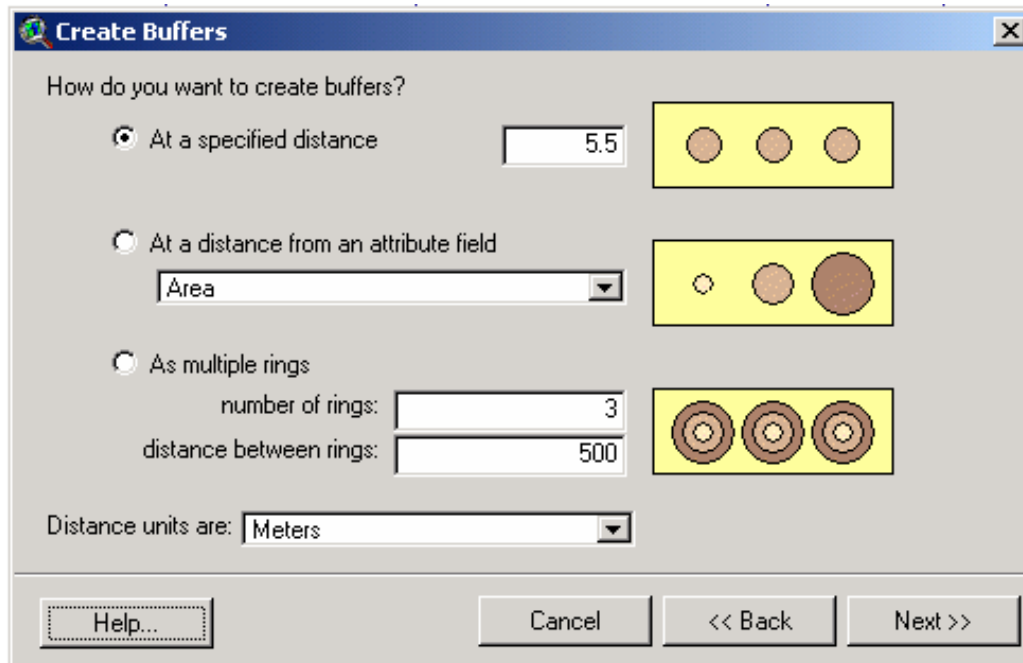 Create Buffers
How do you want to create buffers?
At a specified distance 5.5
At a distance from an attribute field
Area
As multiple rings
number of rings: 3
distance between rings: 500
Distance units are: Meters
Help... Cancel << Back Next >>